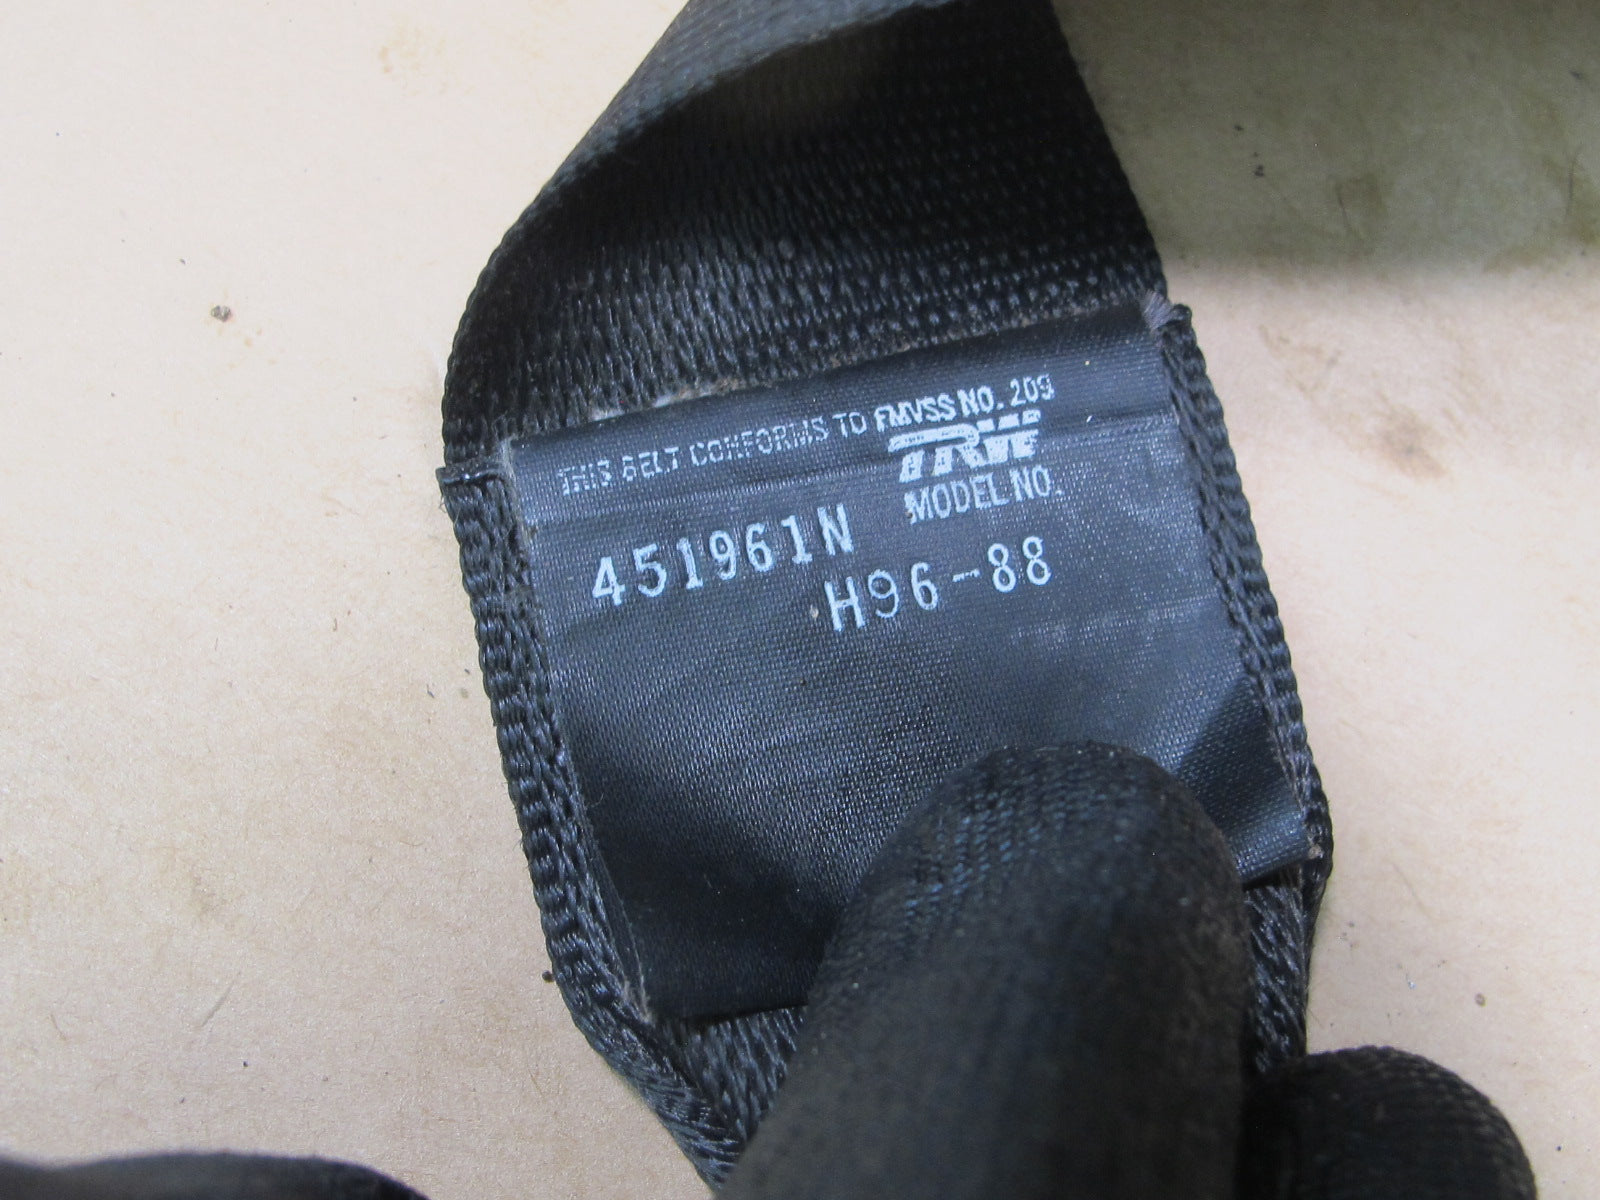 THIS BELT CONFORMS TO FMVSS NO. 209
TRW
MODEL NO.
451961N
H96-88